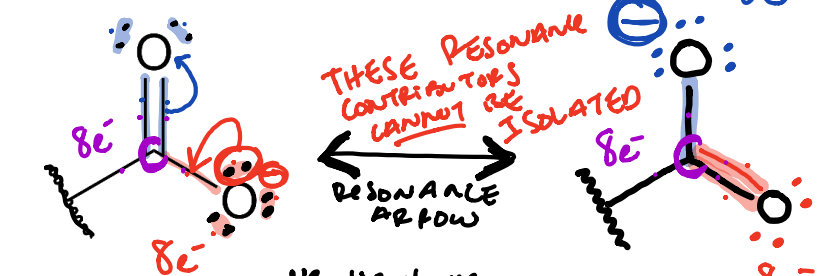 O
8e⁻
C
⊖
O
8e⁻
THESE RESONANCE
CONTRIBUTORS
CANNOT BE
ISOLATED
RESONANCE
ARROW
⊖
O
8e⁻
C
O